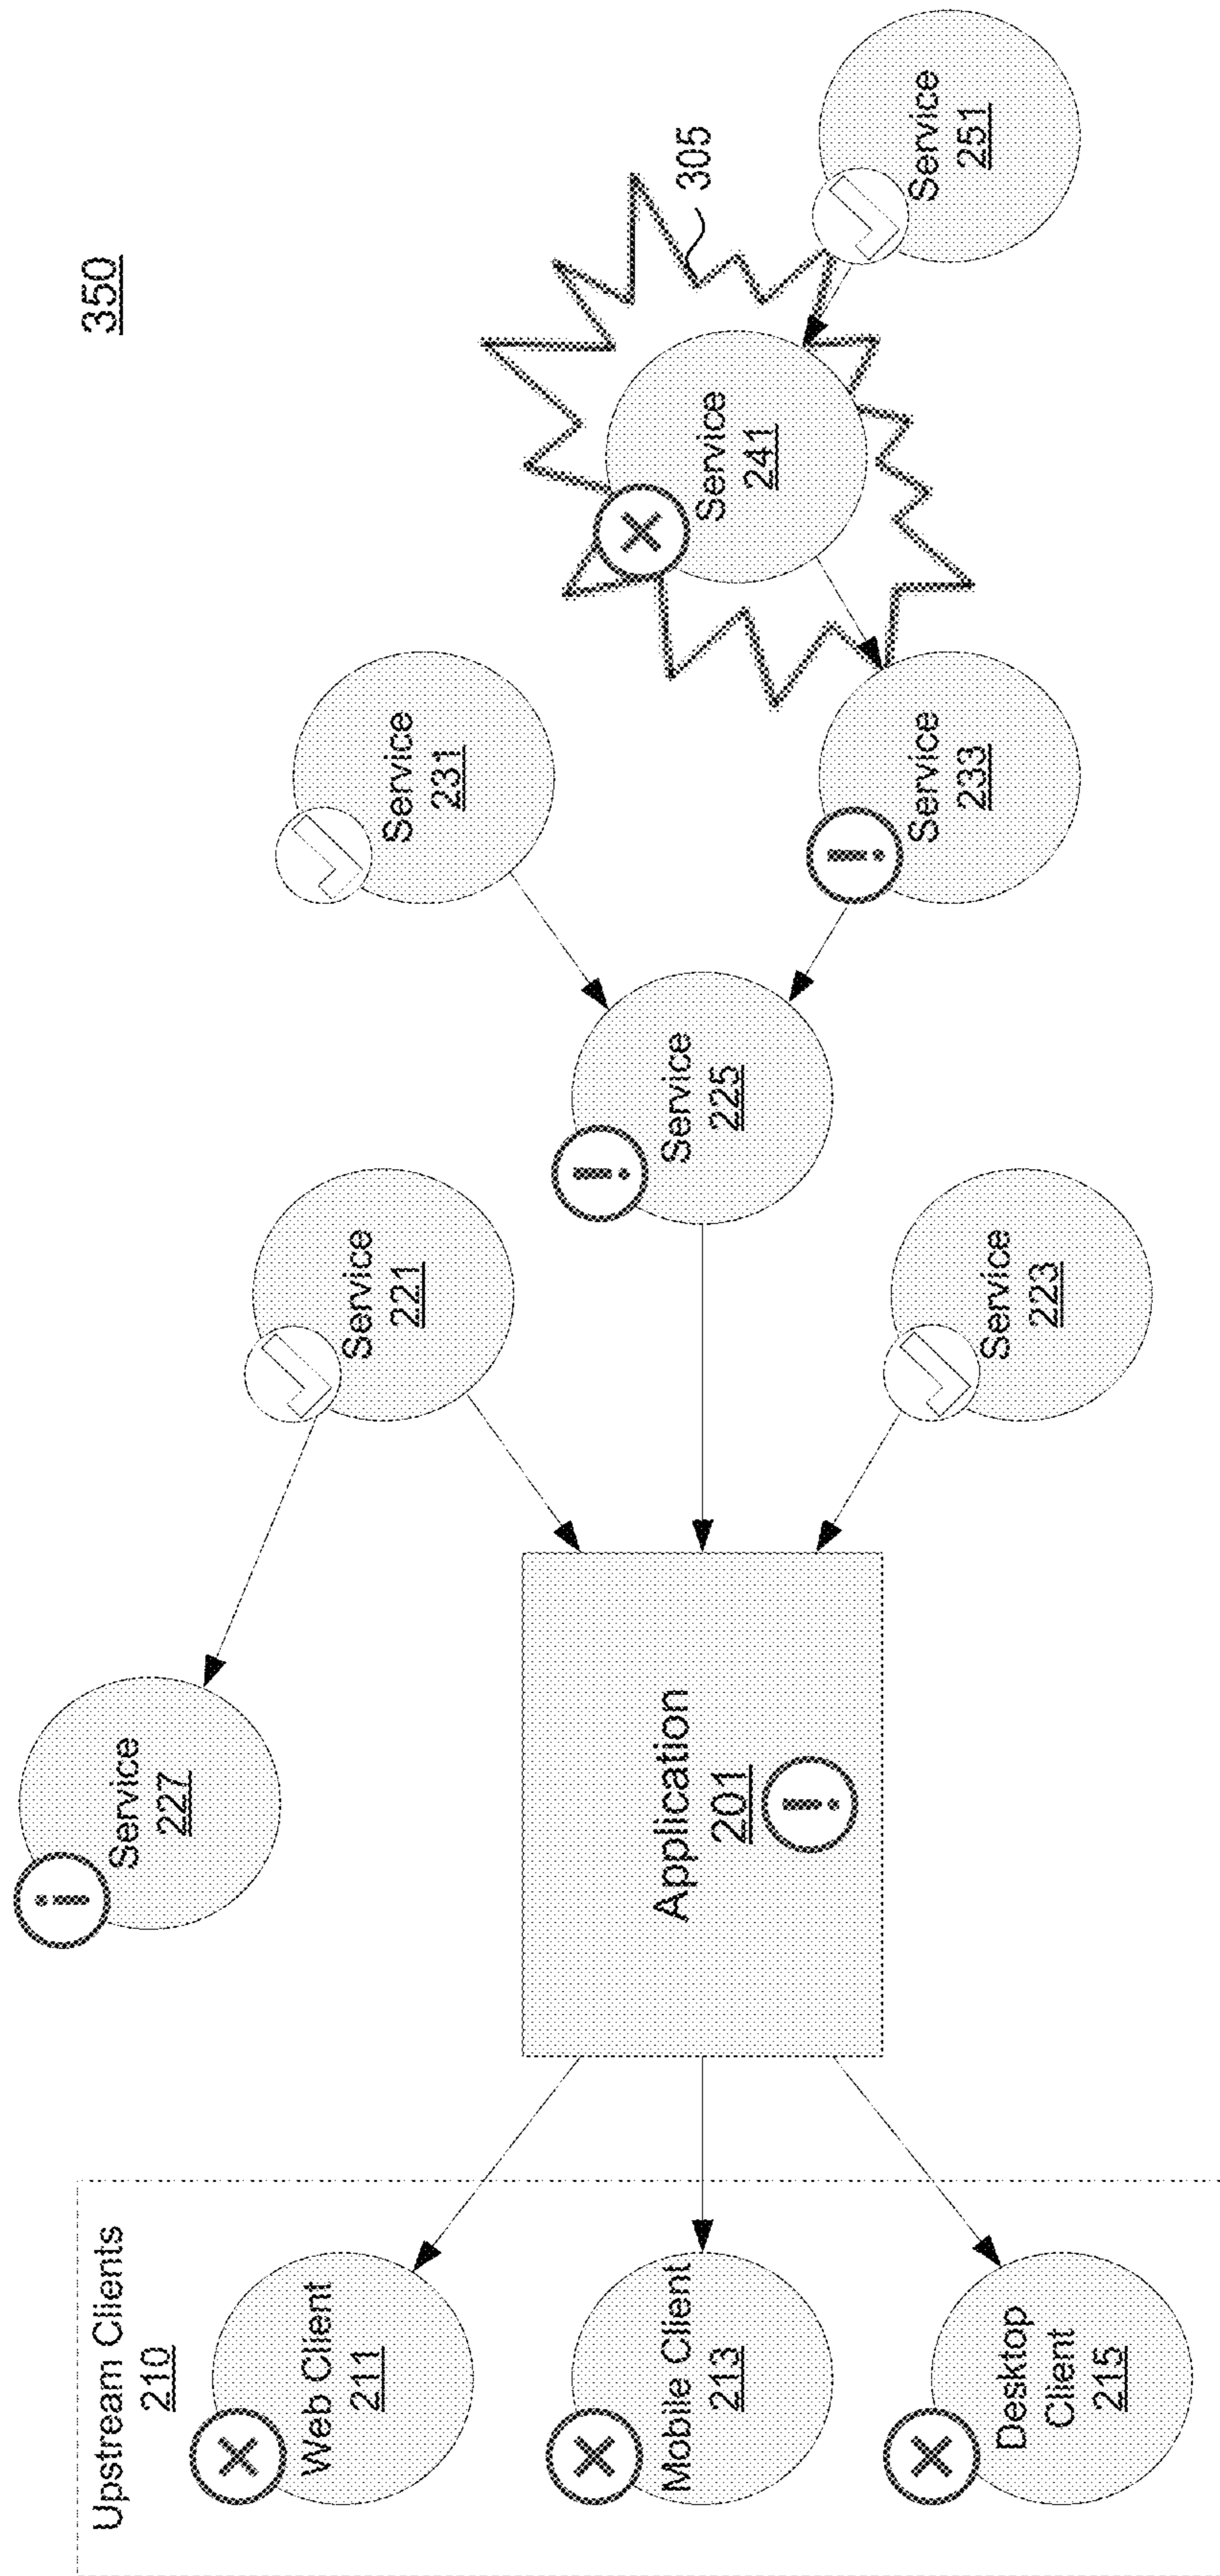 350
Upstream Clients
210
Web Client
211
Mobile Client
213
Desktop
Client
215
Service
227
Application
201
Service
221
Service
223
Service
225
Service
231
Service
233
Service
241
305
Service
251